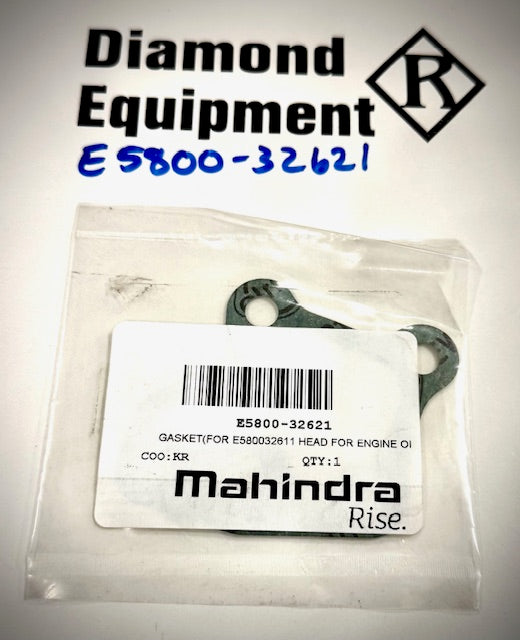 Diamond
Equipment
R
E5800-32621
E5800-32621
GASKET(FOR E580032611 HEAD FOR ENGINE OI
COO:KR QTY:1
Mahindra
Rise.